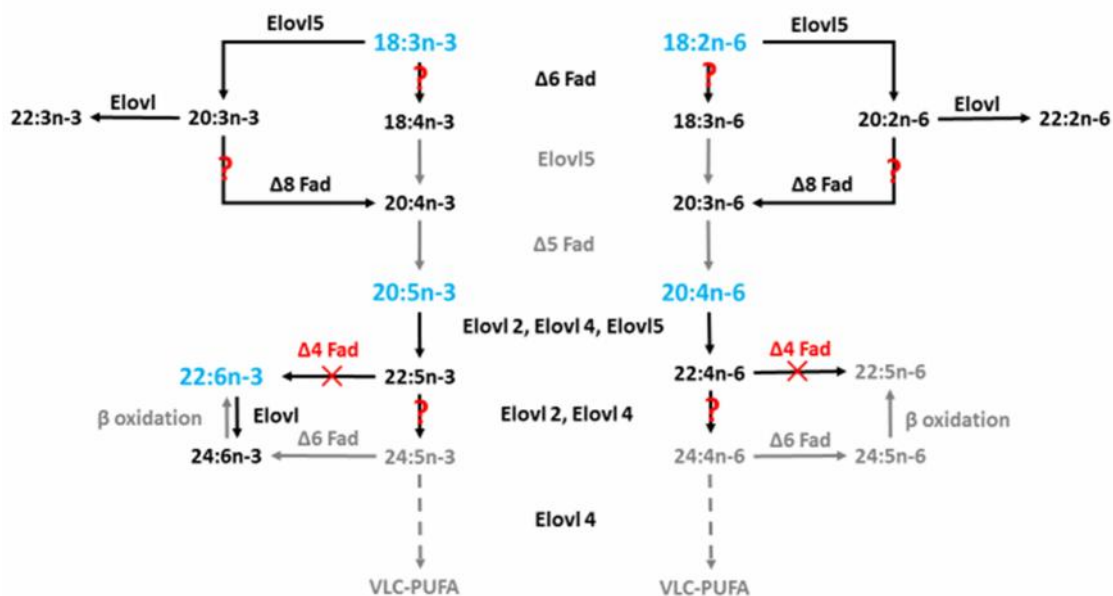 Elovl5 18:3n-3 18:2n-6 Elovl5
? Δ6 Fad ?
22:3n-3 Elovl 20:3n-3 18:4n-3 18:3n-6 20:2n-6 Elovl 22:2n-6
? Elovl5 ?
Δ8 Fad Δ8 Fad
20:4n-3 20:3n-6
Δ5 Fad
20:5n-3 20:4n-6
Elovl 2, Elovl 4, Elovl5
Δ4 Fad Δ4 Fad
22:6n-3 22:5n-3 22:4n-6 22:5n-6
β oxidation Elovl ? Elovl 2, Elovl 4 ? β oxidation
Δ6 Fad Δ6 Fad
24:6n-3 24:5n-3 24:4n-6 24:5n-6
Elovl 4
VLC-PUFA VLC-PUFA